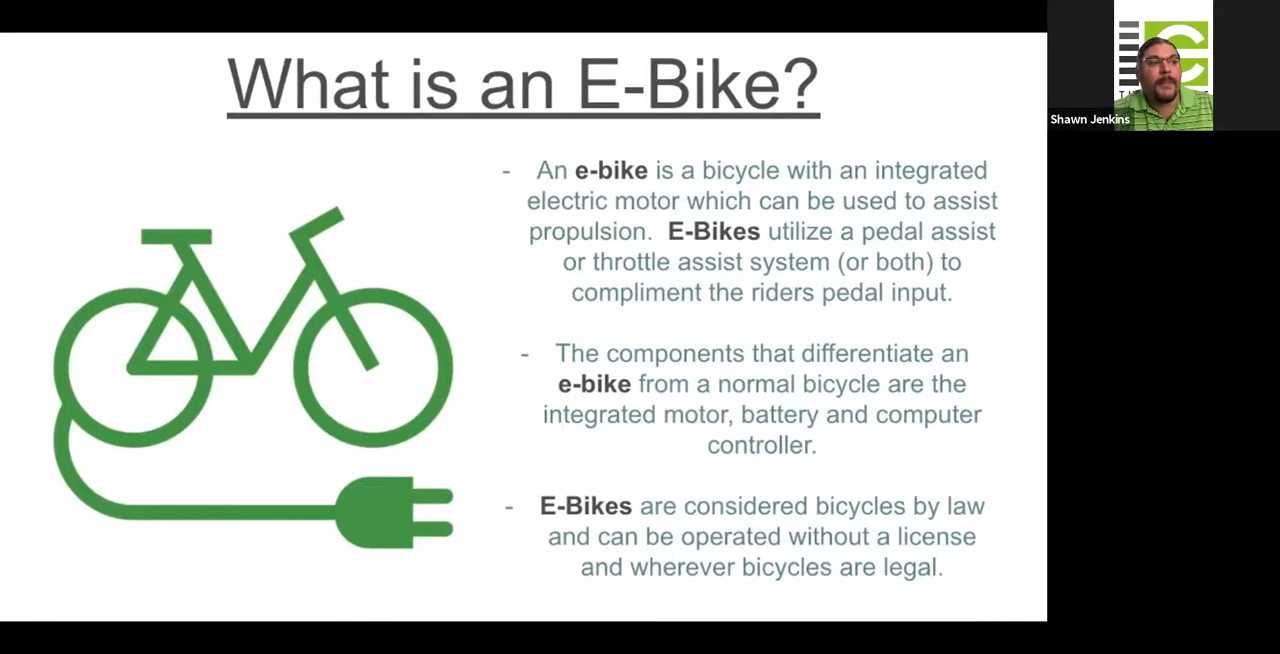 What is an E-Bike?
- An e-bike is a bicycle with an integrated
electric motor which can be used to assist
propulsion. E-Bikes utilize a pedal assist
or throttle assist system (or both) to
compliment the riders pedal input.
- The components that differentiate an
e-bike from a normal bicycle are the
integrated motor, battery and computer
controller.
- E-Bikes are considered bicycles by law
and can be operated without a license
and wherever bicycles are legal.
Shawn Jenkins